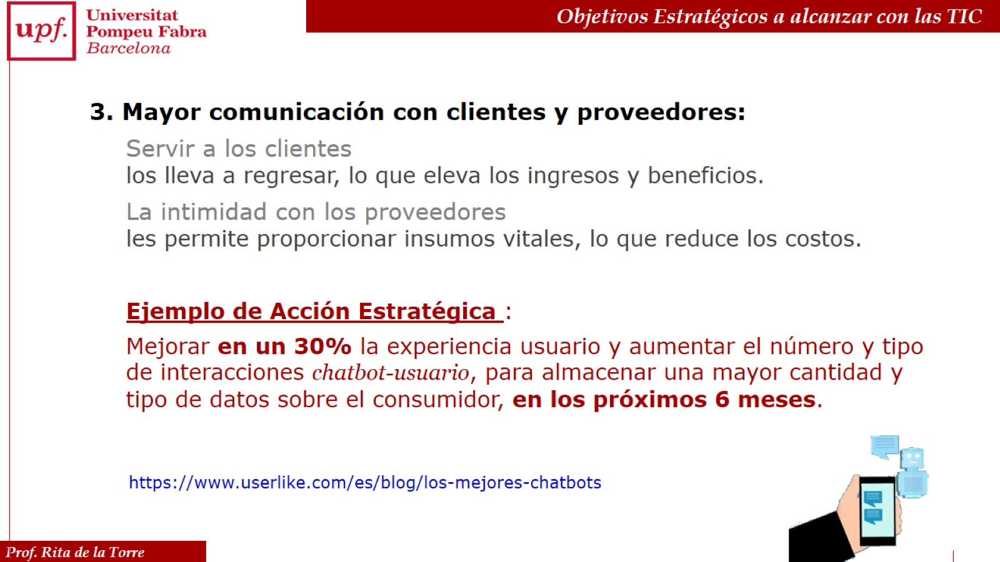 upf.
Universitat
Pompeu Fabra
Barcelona
Objetivos Estratégicos a alcanzar con las TIC
3. Mayor comunicación con clientes y proveedores:
Servir a los clientes
los lleva a regresar, lo que eleva los ingresos y beneficios.
La intimidad con los proveedores
les permite proporcionar insumos vitales, lo que reduce los costos.
Ejemplo de Acción Estratégica :
Mejorar en un 30% la experiencia usuario y aumentar el número y tipo
de interacciones chatbot-usuario, para almacenar una mayor cantidad y
tipo de datos sobre el consumidor, en los próximos 6 meses.
https://www.userlike.com/es/blog/los-mejores-chatbots
Prof. Rita de la Torre